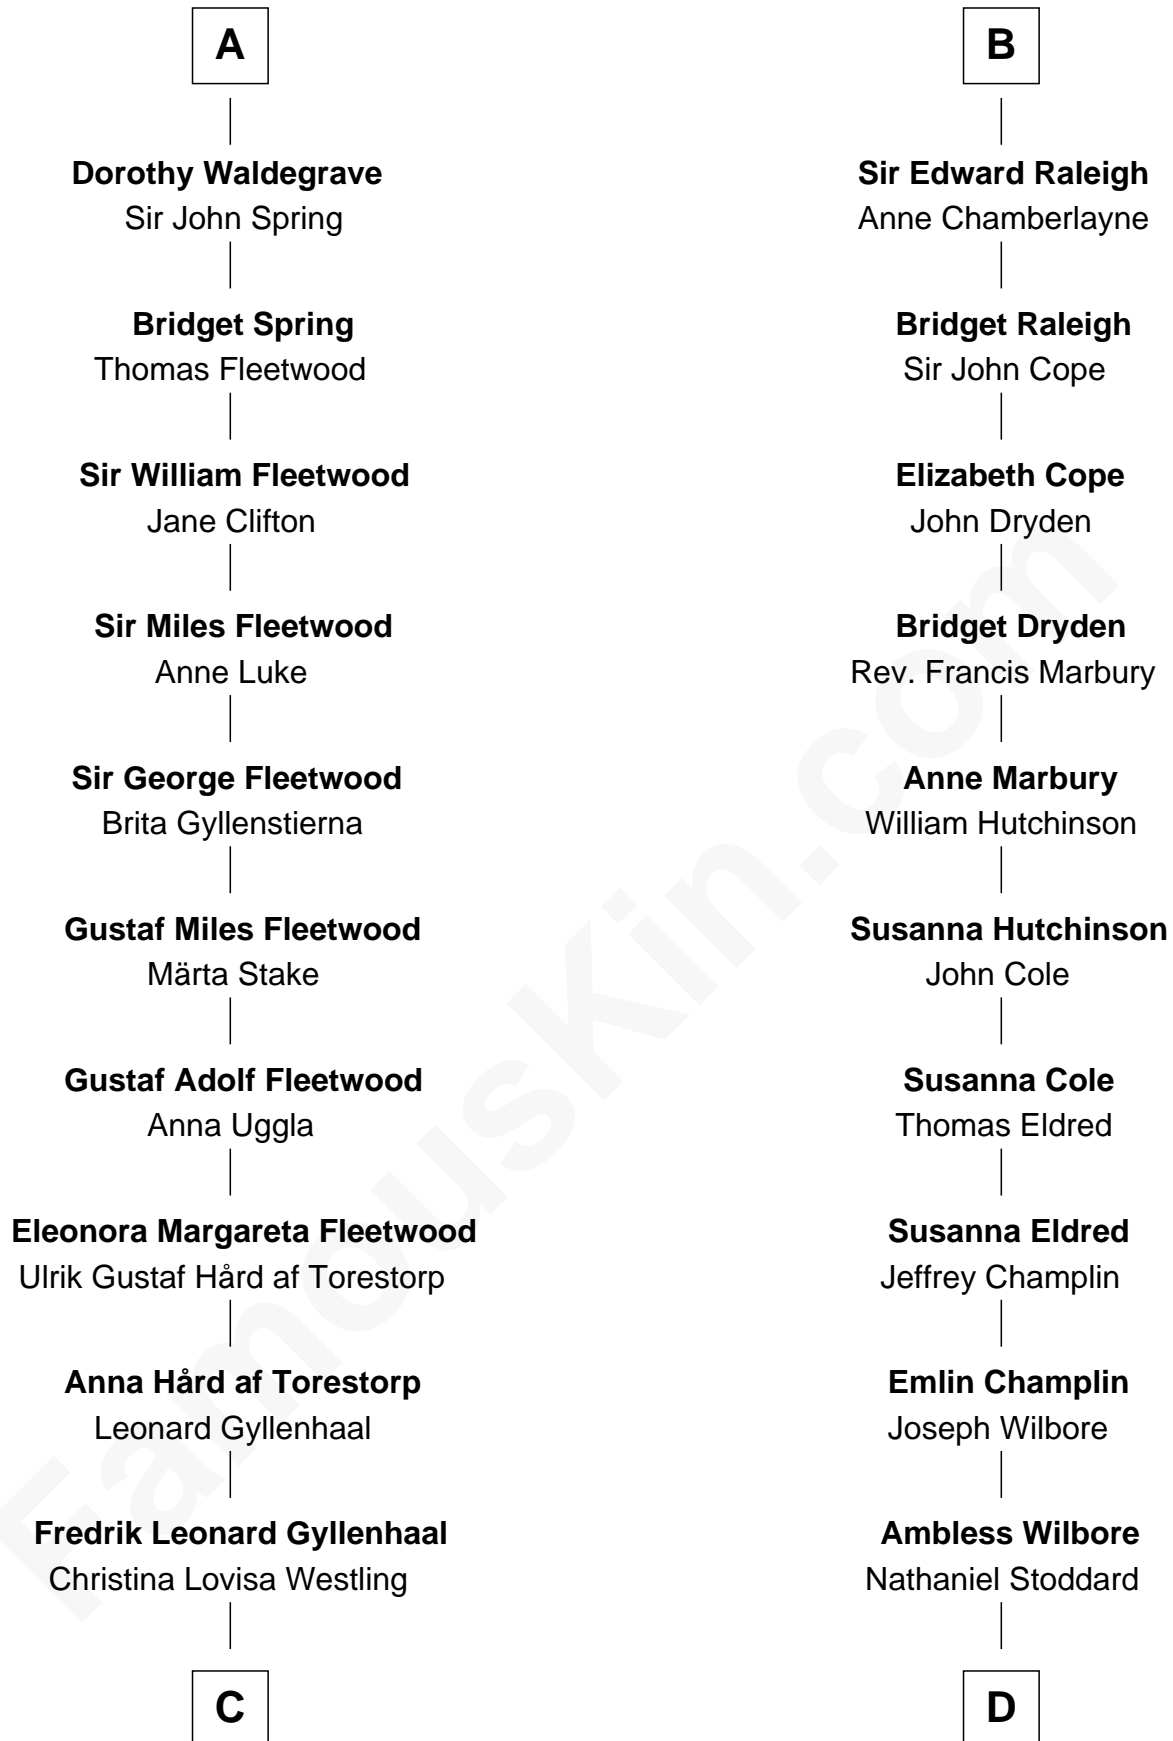 A
Dorothy Waldegrave
Sir John Spring
Bridget Spring
Thomas Fleetwood
Sir William Fleetwood
Jane Clifton
Sir Miles Fleetwood
Anne Luke
Sir George Fleetwood
Brita Gyllenstierna
Gustaf Miles Fleetwood
Märta Stake
Gustaf Adolf Fleetwood
Anna Uggla
Eleonora Margareta Fleetwood
Ulrik Gustaf Hård af Torestorp
Anna Hård af Torestorp
Leonard Gyllenhaal
Fredrik Leonard Gyllenhaal
Christina Lovisa Westling
C
B
Sir Edward Raleigh
Anne Chamberlayne
Bridget Raleigh
Sir John Cope
Elizabeth Cope
John Dryden
Bridget Dryden
Rev. Francis Marbury
Anne Marbury
William Hutchinson
Susanna Hutchinson
John Cole
Susanna Cole
Thomas Eldred
Susanna Eldred
Jeffrey Champlin
Emlin Champlin
Joseph Wilbore
Ambless Wilbore
Nathaniel Stoddard
D
FamousKin.com